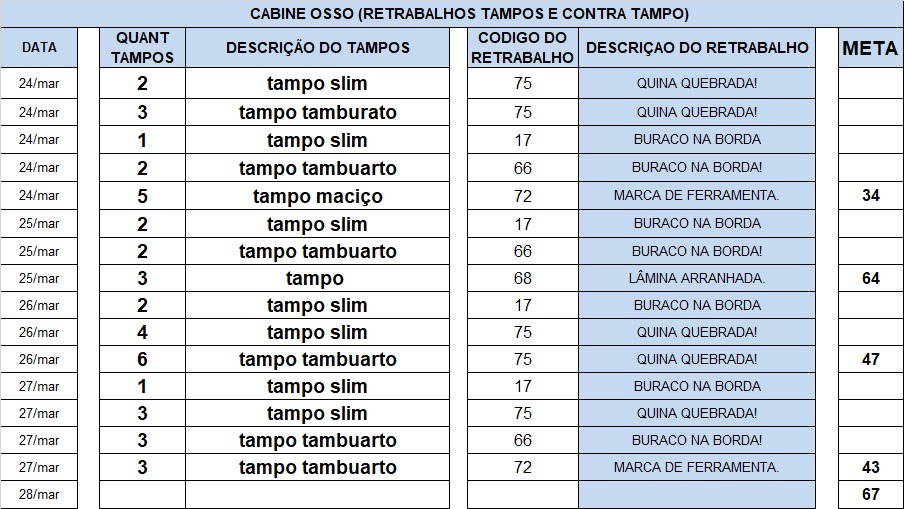 CABINE OSSO (RETRABALHOS TAMPOS E CONTRA TAMPO)
DATA QUANT TAMPOS DESCRIÇÃO DO TAMPOS CODIGO DO RETRABALHO DESCRIÇAO DO RETRABALHO META
24/mar 2 tampo slim 75 QUINA QUEBRADA!
24/mar 3 tampo tamburato 75 QUINA QUEBRADA!
24/mar 1 tampo slim 17 BURACO NA BORDA
24/mar 2 tampo tambuarto 66 BURACO NA BORDA!
24/mar 5 tampo maciço 72 MARCA DE FERRAMENTA. 34
25/mar 2 tampo slim 17 BURACO NA BORDA
25/mar 2 tampo tambuarto 66 BURACO NA BORDA!
25/mar 3 tampo 68 LÂMINA ARRANHADA. 64
26/mar 2 tampo slim 17 BURACO NA BORDA
26/mar 4 tampo slim 75 QUINA QUEBRADA!
26/mar 6 tampo tambuarto 75 QUINA QUEBRADA! 47
27/mar 1 tampo slim 17 BURACO NA BORDA
27/mar 3 tampo slim 75 QUINA QUEBRADA!
27/mar 3 tampo tambuarto 66 BURACO NA BORDA!
27/mar 3 tampo tambuarto 72 MARCA DE FERRAMENTA. 43
28/mar 67